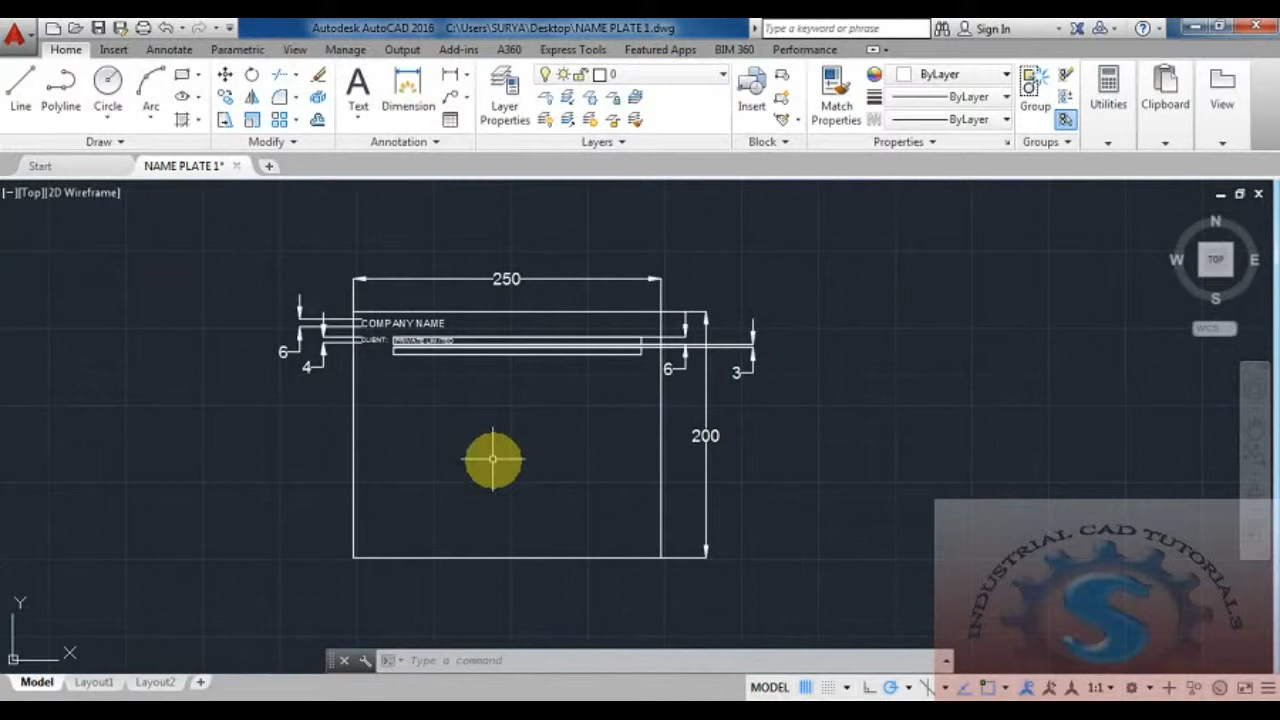 Autodesk AutoCAD 2016 C:\Users\SURYA\Desktop\NAME PLATE 1.dwg
Type a keyword or phrase
Sign In
Home Insert Annotate Parametric View Manage Output Add-ins A360 Express Tools Featured Apps BIM 360 Performance
Line Polyline Circle Arc
Text Dimension
Layer Properties
0
Insert
Match Properties
ByLayer
ByLayer
ByLayer
Group
Utilities
Clipboard
View
Draw Modify Annotation Layers Block Properties Groups
Start NAME PLATE 1*
[−][Top][2D Wireframe]
N
W TOP E
S
WCS
250
COMPANY NAME
CLIENT: PRIVATE LIMITED
6
4
6
3
200
INDUSTRIAL CAD TUTORIALS
S
Y
X
Type a command
Model Layout1 Layout2
MODEL
1:1